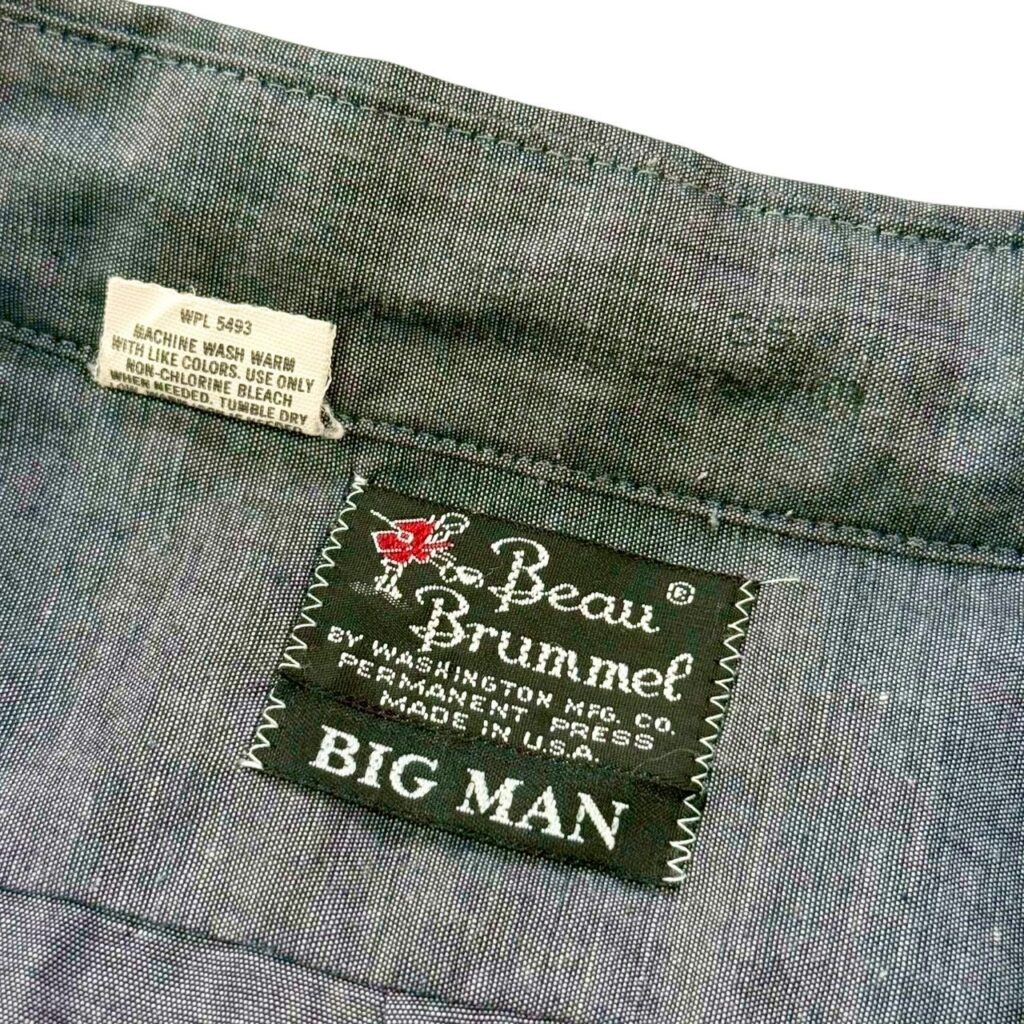 WPL 5493
MACHINE WASH WARM
WITH LIKE COLORS. USE ONLY
NON-CHLORINE BLEACH
WHEN NEEDED. TUMBLE DRY
Beau ®
Brummel
BY WASHINGTON MFG. CO.
PERMANENT PRESS
MADE IN U.S.A.
BIG MAN